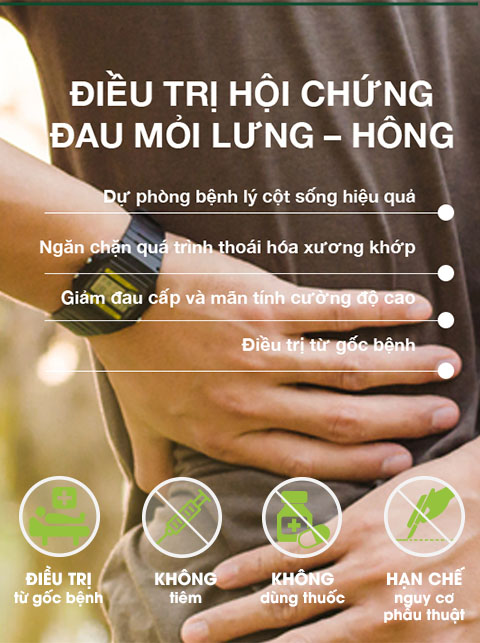 ĐIỀU TRỊ HỘI CHỨNG
ĐAU MỎI LƯNG – HÔNG
Dự phòng bệnh lý cột sống hiệu quả
Ngăn chặn quá trình thoái hóa xương khớp
Giảm đau cấp và mãn tính cường độ cao
Điều trị từ gốc bệnh
ĐIỀU TRỊ
từ gốc bệnh
KHÔNG
tiêm
KHÔNG
dùng thuốc
HẠN CHẾ
nguy cơ
phẫu thuật